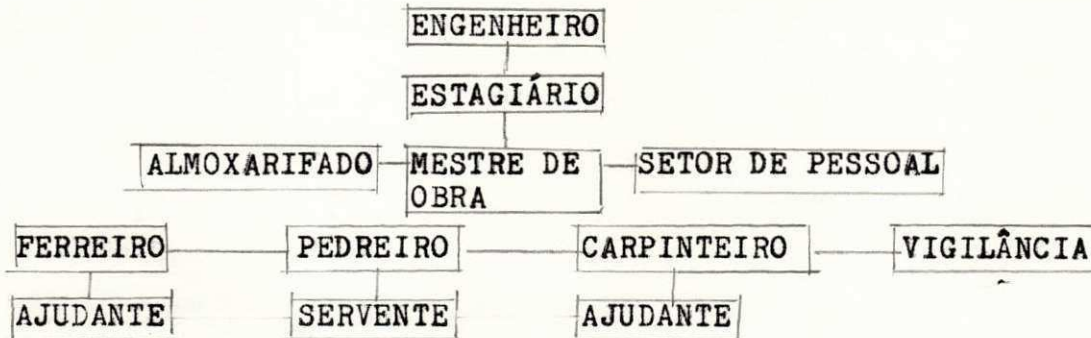 ENGENHEIRO
ESTAGIÁRIO
ALMOXARIFADO MESTRE DE OBRA SETOR DE PESSOAL
FERREIRO PEDREIRO CARPINTEIRO VIGILÂNCIA
AJUDANTE SERVENTE AJUDANTE